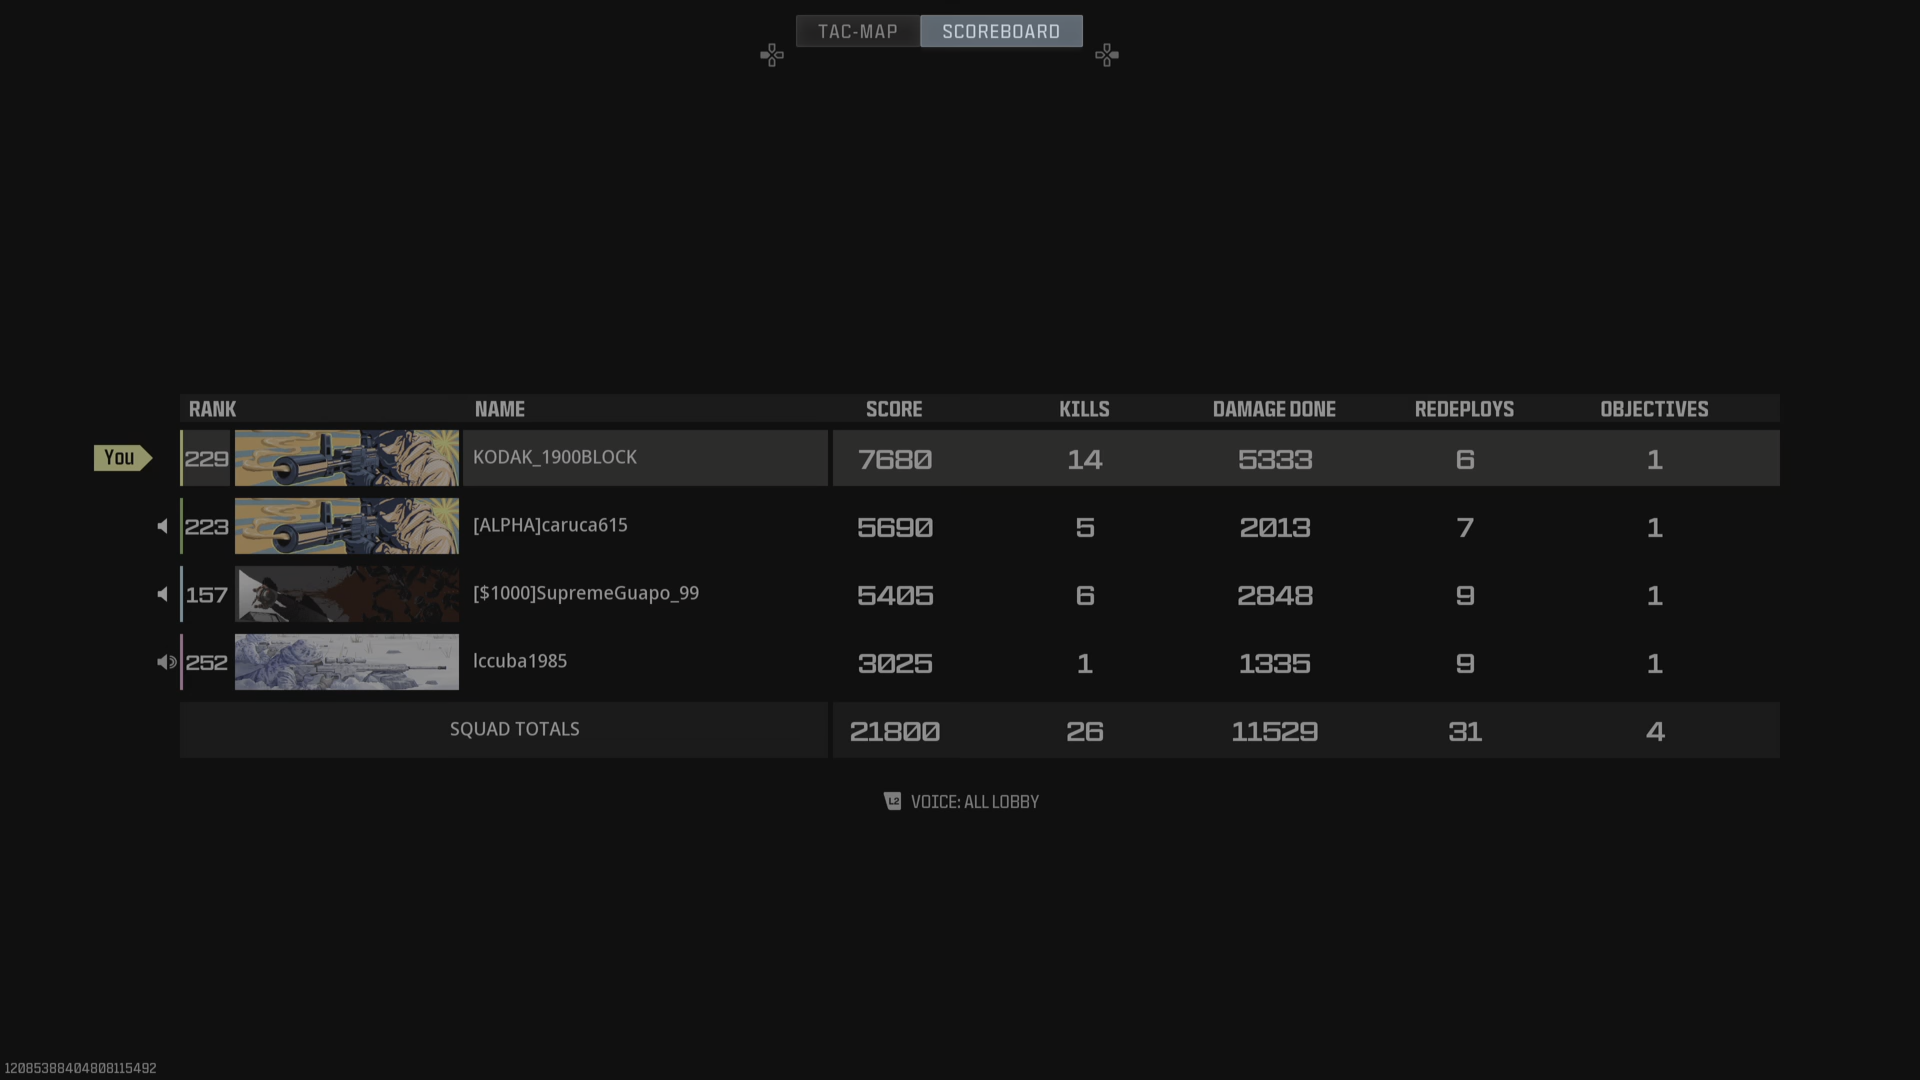 TAC-MAP SCOREBOARD
RANK NAME SCORE KILLS DAMAGE DONE REDEPLOYS OBJECTIVES
You 229 KODAK_1900BLOCK 7680 14 5333 6 1
223 [ALPHA]caruca615 5690 5 2013 7 1
157 [$1000]SupremeGuapo_99 5405 6 2848 9 1
252 lccuba1985 3025 1 1335 9 1
SQUAD TOTALS 21800 26 11529 31 4
L2 VOICE: ALL LOBBY
12085388404808115492